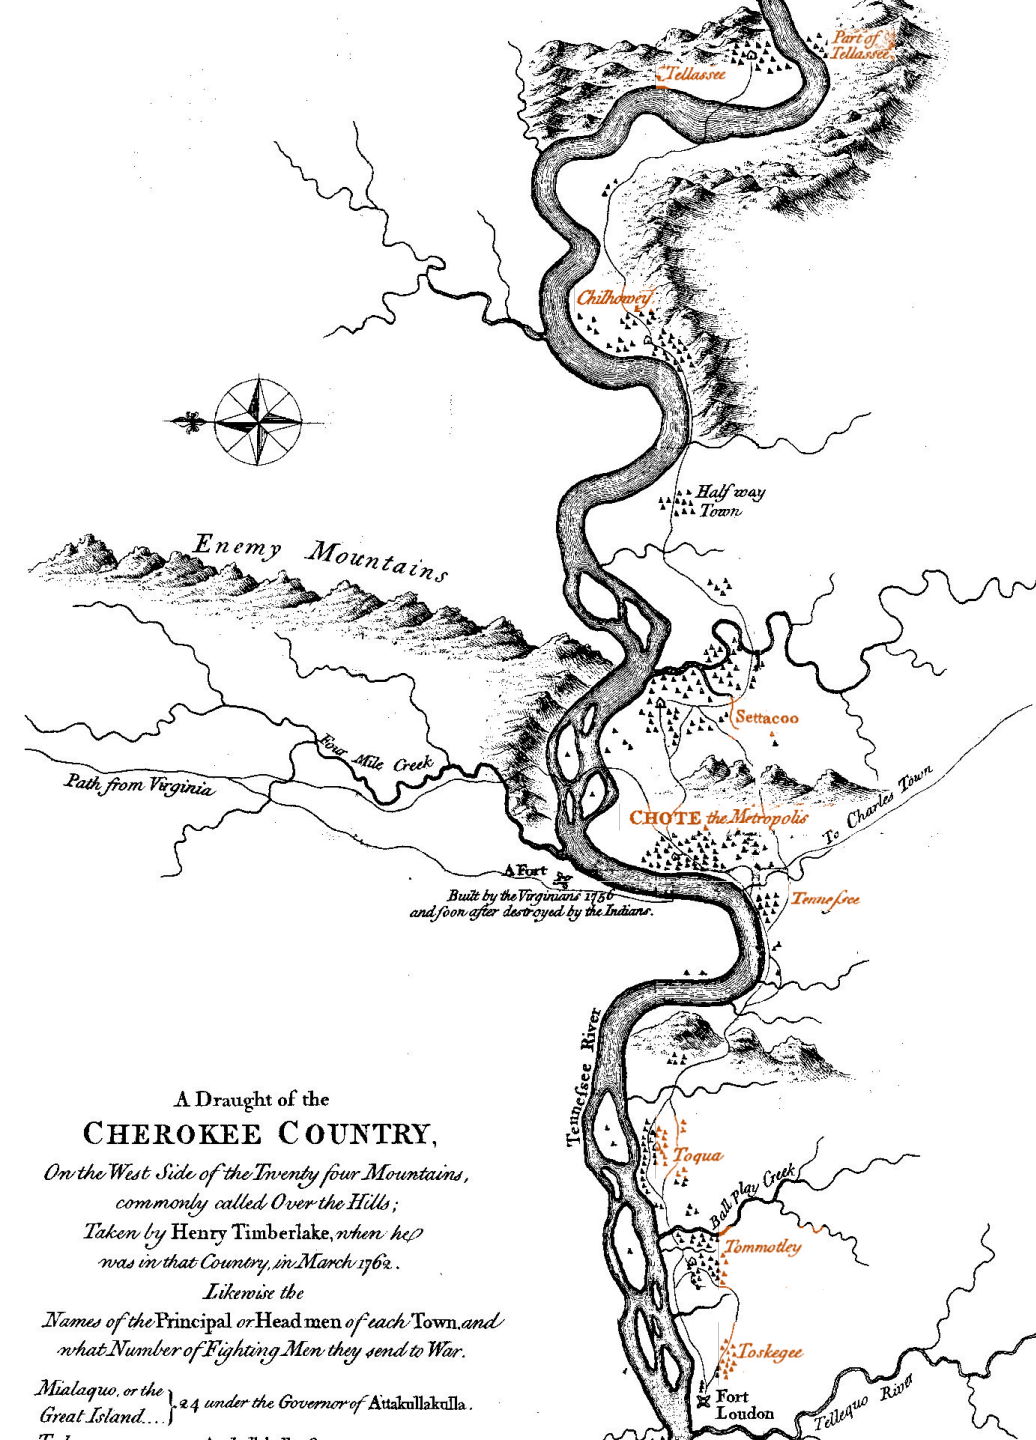 Part of
Tellassee
Tellassee
Chilhowey
Half way
Town
Enemy Mountains
Settacoo
Four Mile Creek
Path from Virginia
To Charles Town
CHOTE the Metropolis
A Fort
Built by the Virginians 1756
and soon after destroyed by the Indians.
Tenneſsee
Tenneſsee River
Toqua
Ball play Creek
Tommotley
Toskegee
Fort
Loudon
Tellequo River
A Draught of the
CHEROKEE COUNTRY,
On the West Side of the Twenty four Mountains,
commonly called Over the Hills;
Taken by Henry Timberlake, when he
was in that Country, in March 1762.
Likewise the
Names of the Principal or Head men of each Town, and
what Number of Fighting Men they send to War.
Mialaquo, or the
Great Island.... } 24 under the Governor of Attakullakulla.